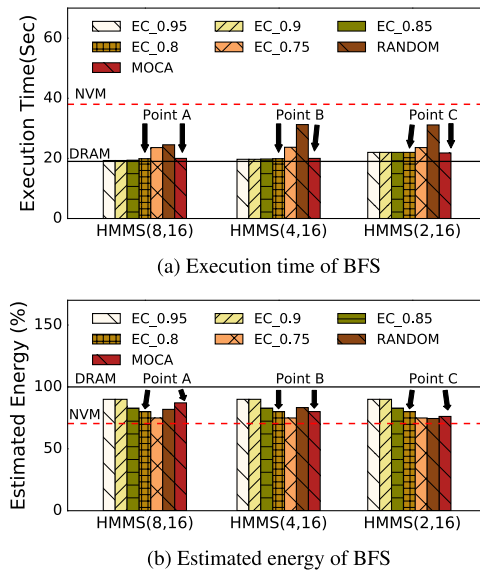 60
40
20
0
Execution Time(Sec)
EC_0.95 EC_0.9 EC_0.85
EC_0.8 EC_0.75 RANDOM
MOCA
NVM
Point A Point B Point C
DRAM
HMMS(8,16) HMMS(4,16) HMMS(2,16)
(a) Execution time of BFS
150
100
50
0
Estimated Energy (%)
EC_0.95 EC_0.9 EC_0.85
EC_0.8 EC_0.75 RANDOM
MOCA
DRAM Point A Point B Point C
NVM
HMMS(8,16) HMMS(4,16) HMMS(2,16)
(b) Estimated energy of BFS